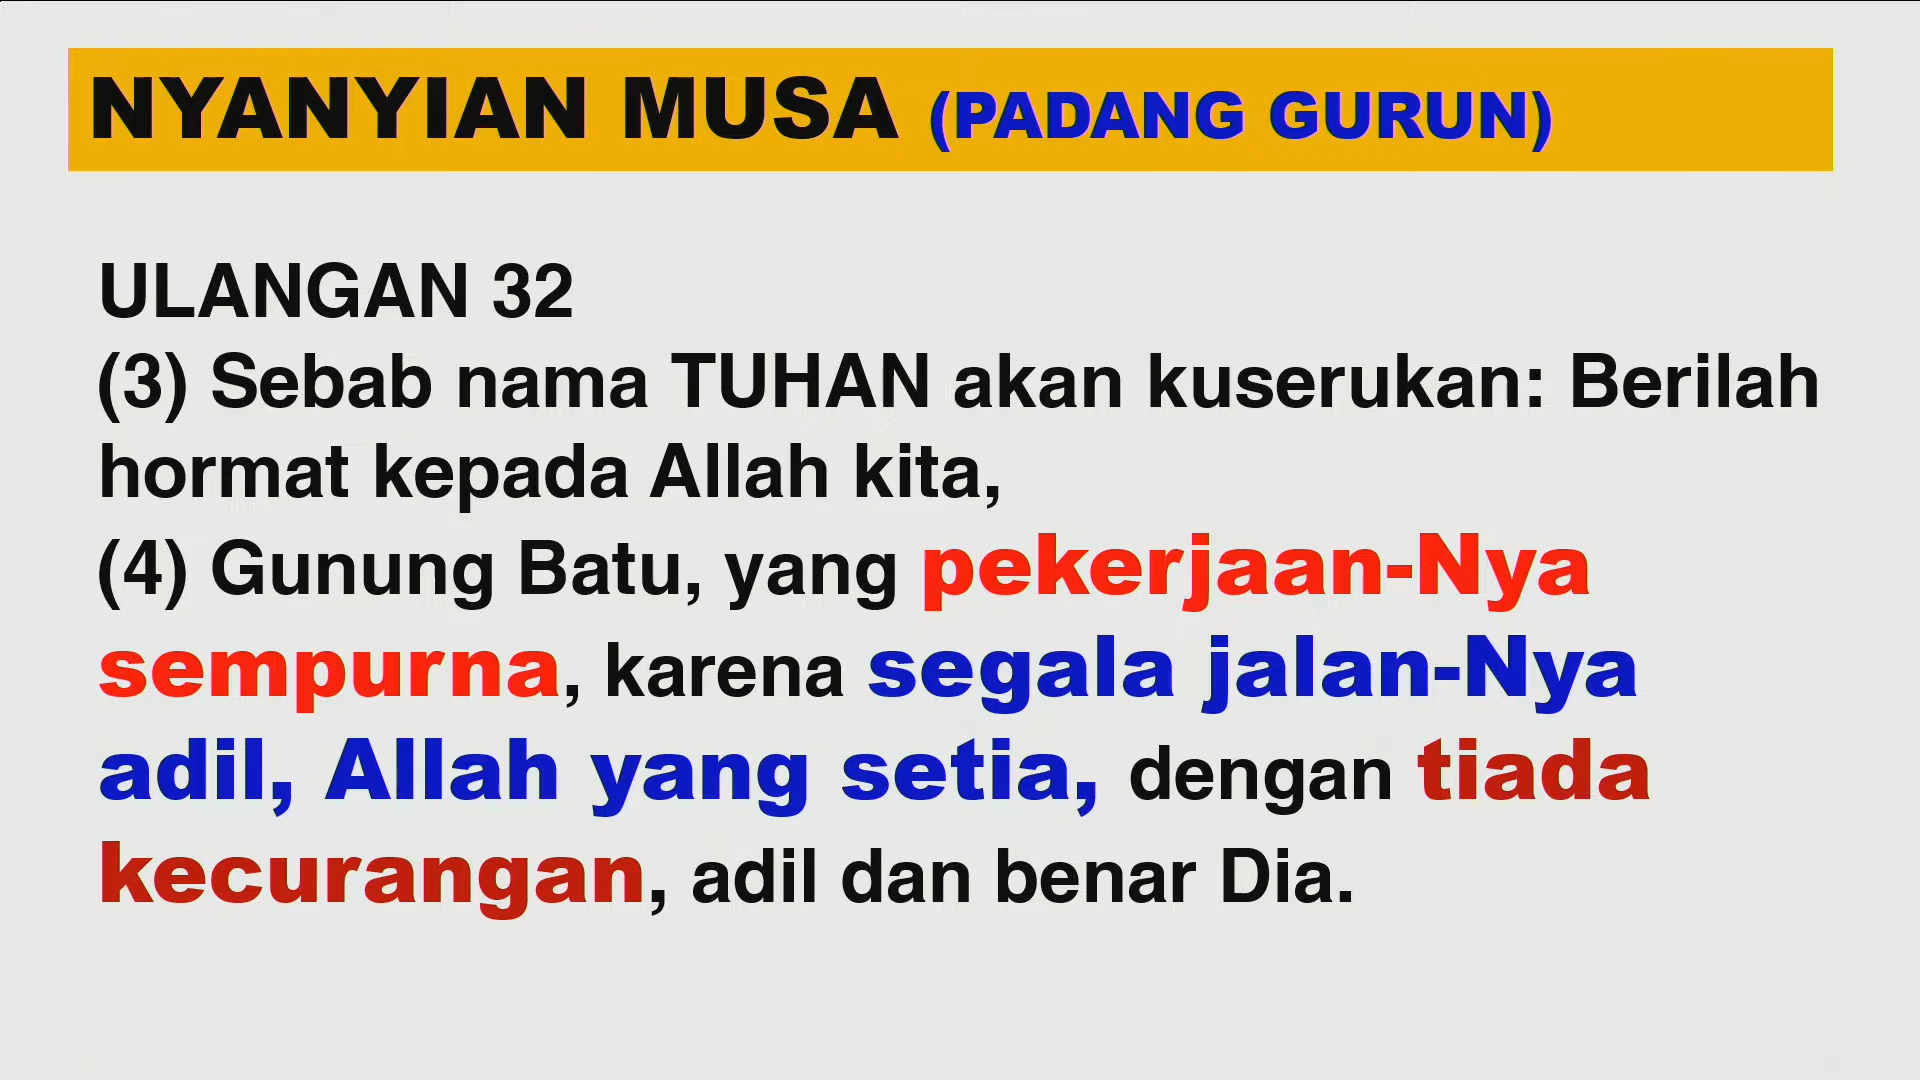 NYANYIAN MUSA (PADANG GURUN)
ULANGAN 32
(3) Sebab nama TUHAN akan kuserukan: Berilah
hormat kepada Allah kita,
(4) Gunung Batu, yang pekerjaan-Nya
sempurna, karena segala jalan-Nya
adil, Allah yang setia, dengan tiada
kecurangan, adil dan benar Dia.